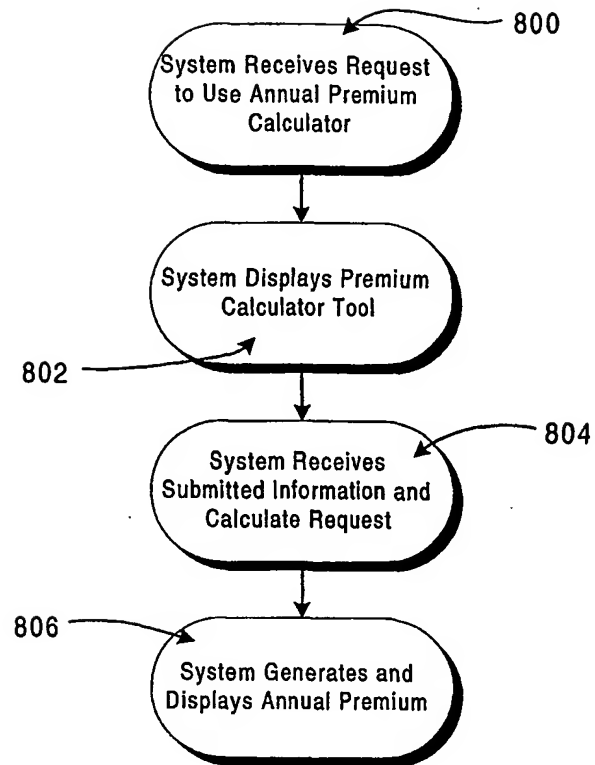 800
System Receives Request
to Use Annual Premium
Calculator
System Displays Premium
Calculator Tool
802
804
System Receives
Submitted Information and
Calculate Request
806
System Generates and
Displays Annual Premium